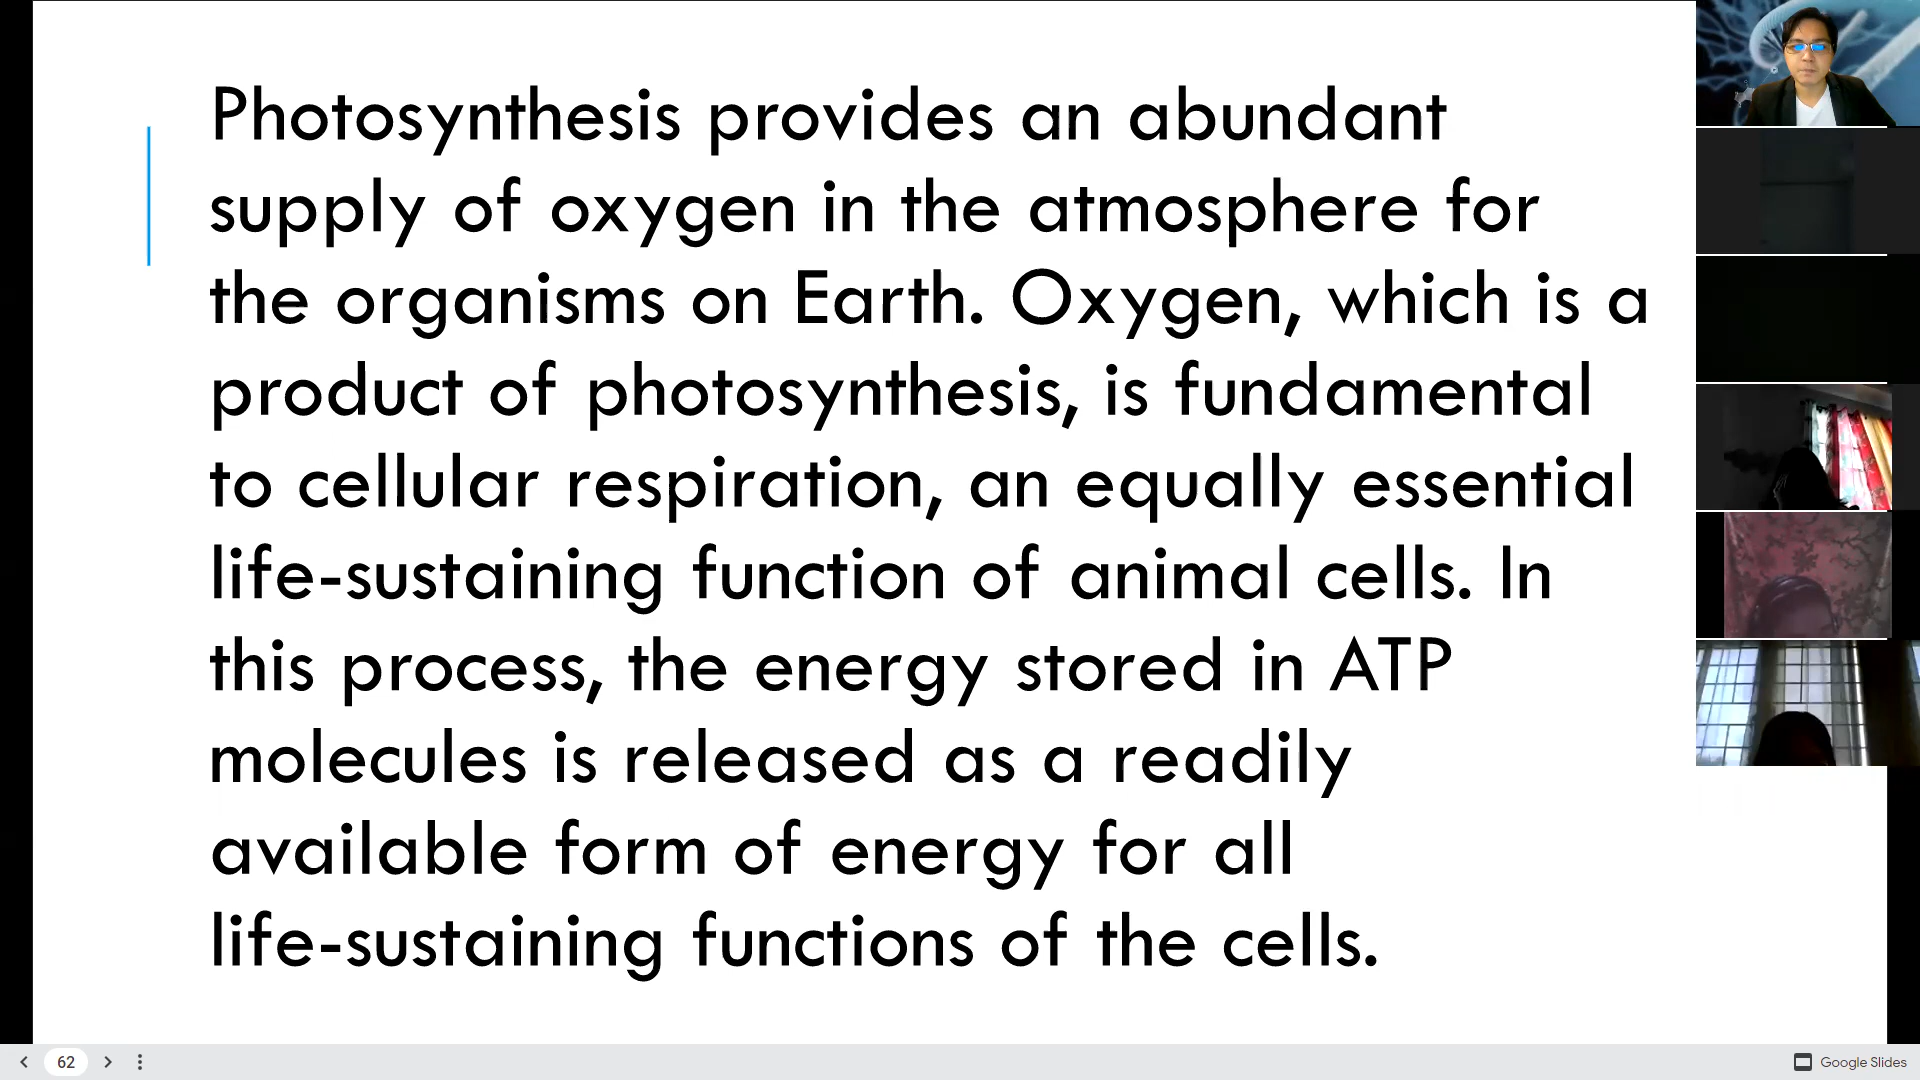 Photosynthesis provides an abundant
supply of oxygen in the atmosphere for
the organisms on Earth. Oxygen, which is a
product of photosynthesis, is fundamental
to cellular respiration, an equally essential
life-sustaining function of animal cells. In
this process, the energy stored in ATP
molecules is released as a readily
available form of energy for all
life-sustaining functions of the cells.
62
Google Slides